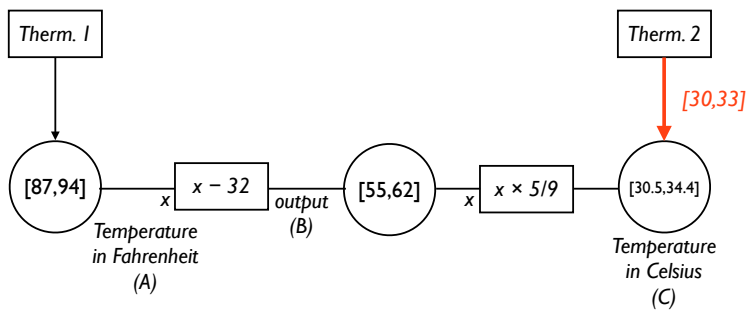 Therm. 1
Therm. 2
[30,33]
[87,94]
x
x − 32
output
(B)
[55,62]
x
x × 5/9
[30.5,34.4]
Temperature
in Fahrenheit
(A)
Temperature
in Celsius
(C)